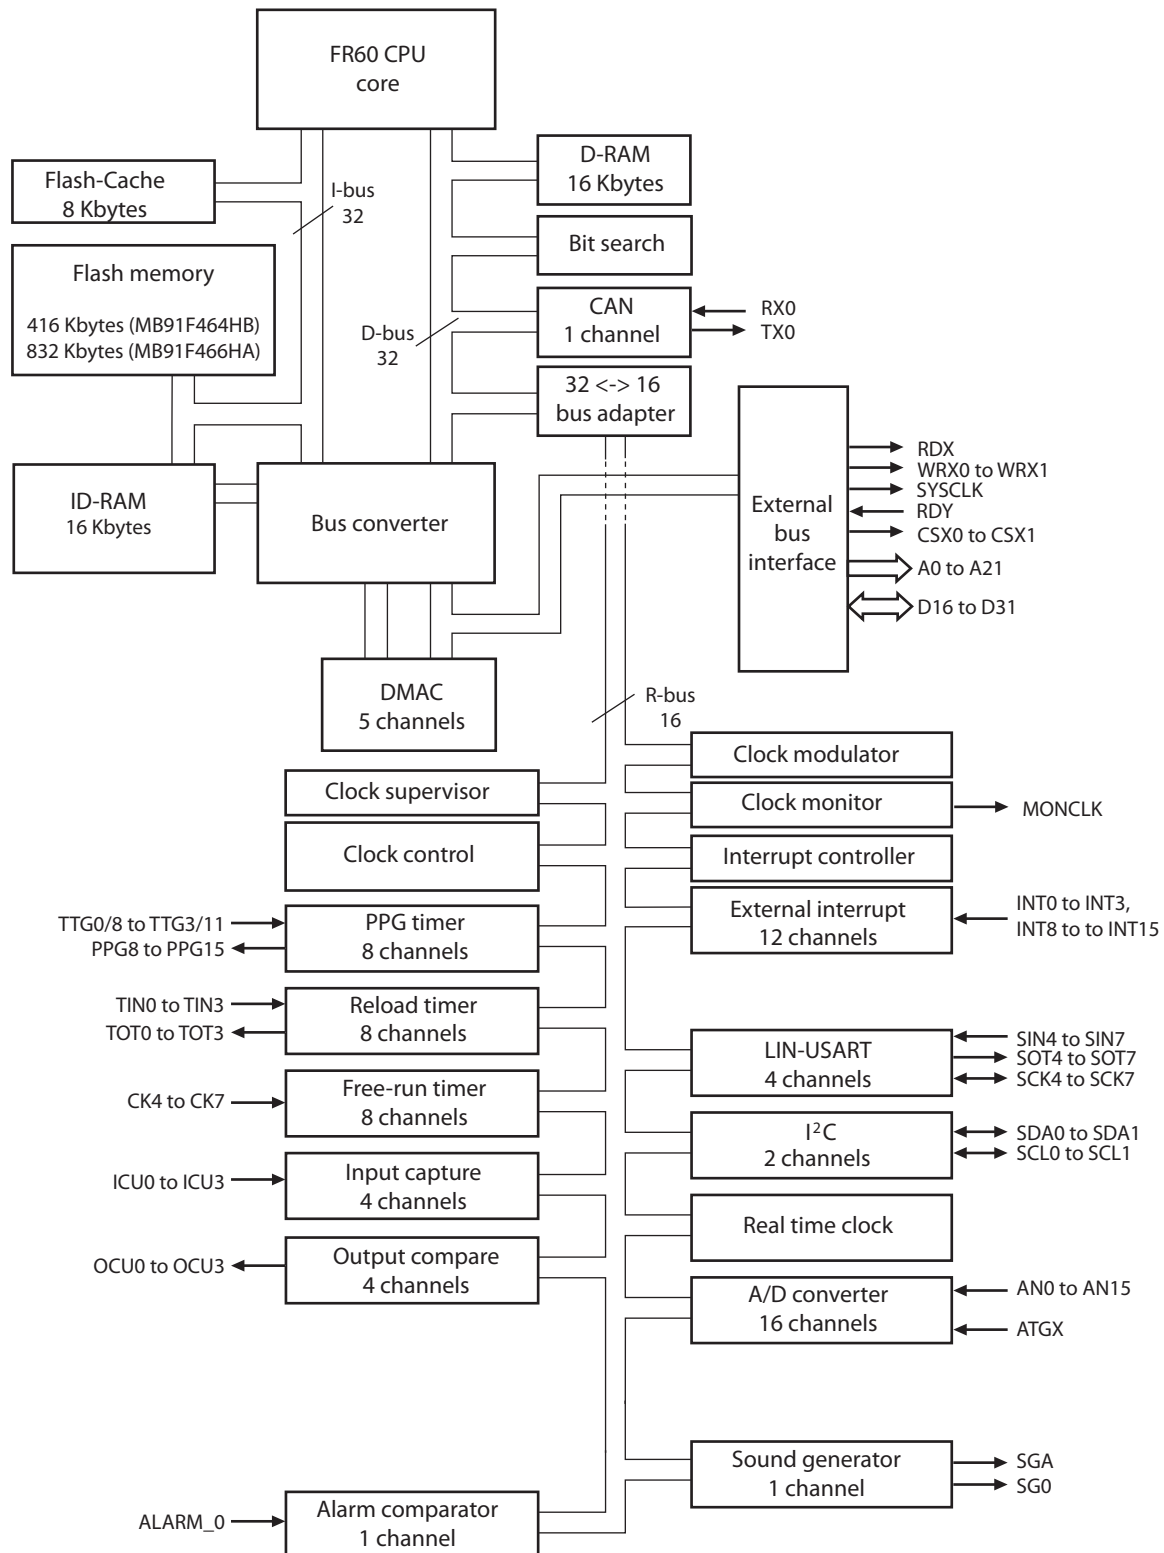 FR60 CPU
core
Flash-Cache
8 Kbytes
I-bus
32
D-RAM
16 Kbytes
Bit search
Flash memory
416 Kbytes (MB91F464HB)
832 Kbytes (MB91F466HA)
D-bus
32
CAN
1 channel
RX0
TX0
32 <-> 16
bus adapter
ID-RAM
16 Kbytes
Bus converter
External
bus
interface
RDX
WRX0 to WRX1
SYSCLK
RDY
CSX0 to CSX1
A0 to A21
D16 to D31
DMAC
5 channels
R-bus
16
Clock modulator
Clock supervisor
Clock monitor
MONCLK
Clock control
Interrupt controller
TTG0/8 to TTG3/11
PPG8 to PPG15
PPG timer
8 channels
External interrupt
12 channels
INT0 to INT3,
INT8 to to INT15
TIN0 to TIN3
TOT0 to TOT3
Reload timer
8 channels
LIN-USART
4 channels
SIN4 to SIN7
SOT4 to SOT7
SCK4 to SCK7
CK4 to CK7
Free-run timer
8 channels
I²C
2 channels
SDA0 to SDA1
SCL0 to SCL1
ICU0 to ICU3
Input capture
4 channels
Real time clock
OCU0 to OCU3
Output compare
4 channels
A/D converter
16 channels
AN0 to AN15
ATGX
Sound generator
1 channel
SGA
SG0
ALARM_0
Alarm comparator
1 channel